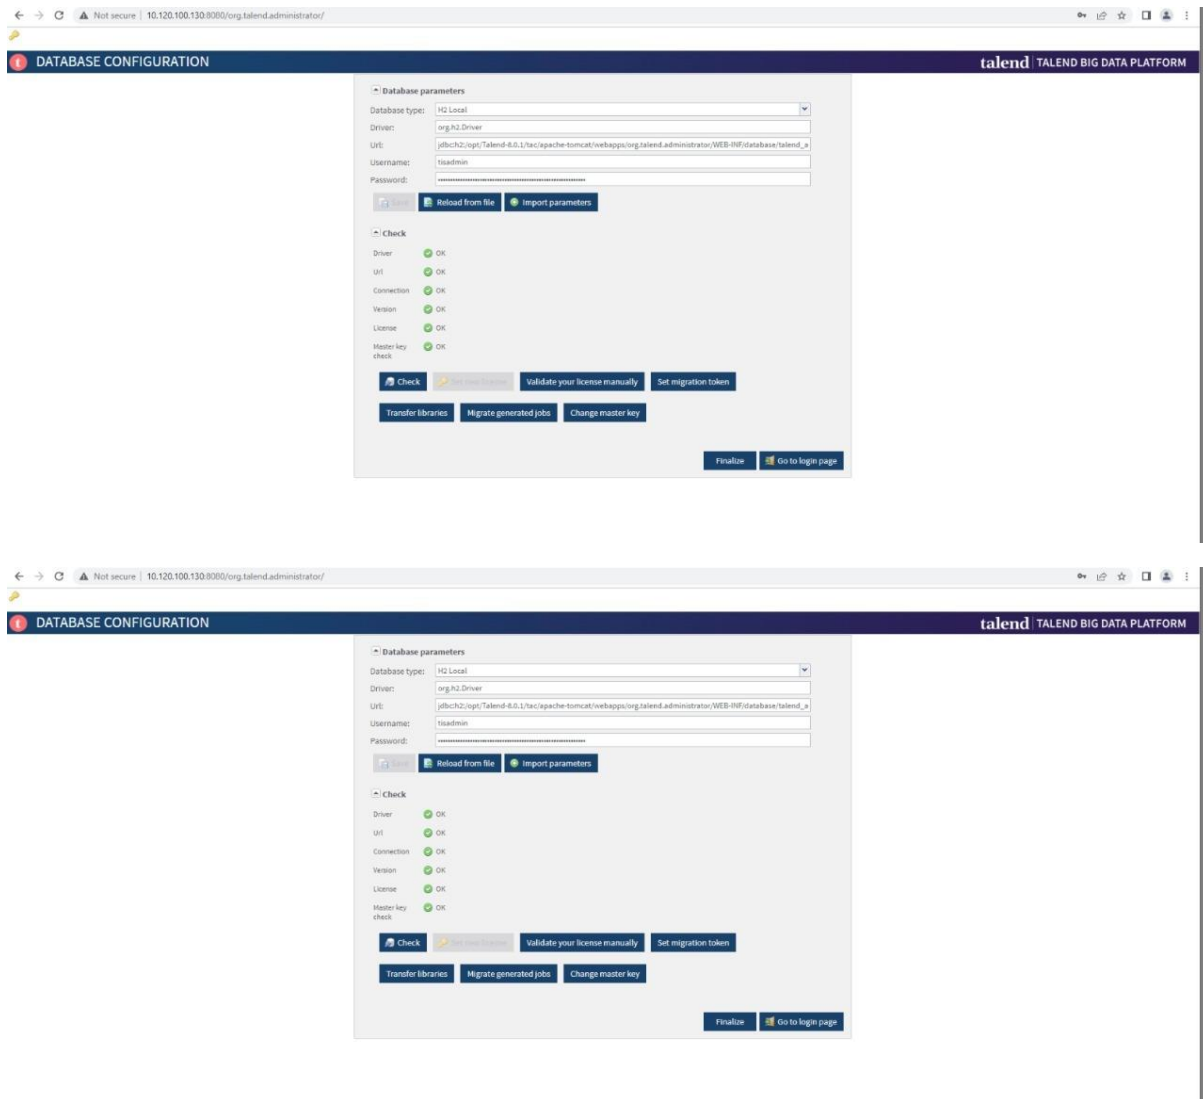 Not secure | 10.120.100.130:8080/org.talend.administrator/
DATABASE CONFIGURATION
talend | TALEND BIG DATA PLATFORM
Database parameters
Database type: H2 Local
Driver: org.h2.Driver
Url: jdbc:h2:/opt/Talend-8.0.1/tac/apache-tomcat/webapps/org.talend.administrator/WEB-INF/database/talend_a
Username: tisadmin
Password:
Save Reload from file Import parameters
Check
Driver OK
Url OK
Connection OK
Version OK
License OK
Master key check OK
Check Set new license Validate your license manually Set migration token
Transfer libraries Migrate generated jobs Change master key
Finalize Go to login page
Not secure | 10.120.100.130:8080/org.talend.administrator/
DATABASE CONFIGURATION
talend | TALEND BIG DATA PLATFORM
Database parameters
Database type: H2 Local
Driver: org.h2.Driver
Url: jdbc:h2:/opt/Talend-8.0.1/tac/apache-tomcat/webapps/org.talend.administrator/WEB-INF/database/talend_a
Username: tisadmin
Password:
Save Reload from file Import parameters
Check
Driver OK
Url OK
Connection OK
Version OK
License OK
Master key check OK
Check Set new license Validate your license manually Set migration token
Transfer libraries Migrate generated jobs Change master key
Finalize Go to login page